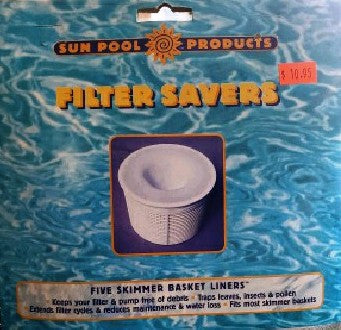 SUN POOL PRODUCTS
$ 10.95
FILTER SAVERS
FIVE SKIMMER BASKET LINERS™
Keeps your filter & pump free of debris • Traps leaves, insects & pollen
Extends filter cycles & reduces maintenance & water loss • Fits most skimmer baskets